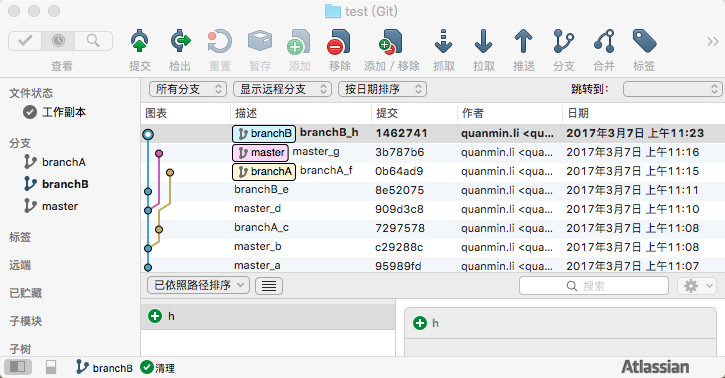 test (Git)
查看 提交 检出 重置 暂存 添加 移除 添加 / 移除 抓取 拉取 推送 分支 合并 标签
文件状态
工作副本
分支
branchA
branchB
master
标签
远端
已贮藏
子模块
子树
所有分支 显示远程分支 按日期排序 跳转到:
图表 描述 提交 作者 日期
branchB branchB_h 1462741 quanmin.li <qua... 2017年3月7日 上午11:23
master master_g 3b787b6 quanmin.li <qua... 2017年3月7日 上午11:16
branchA branchA_f 0b64ad9 quanmin.li <qua... 2017年3月7日 上午11:15
branchB_e 8e52075 quanmin.li <qua... 2017年3月7日 上午11:11
master_d 909d3c8 quanmin.li <qua... 2017年3月7日 上午11:10
branchA_c 7297578 quanmin.li <qua... 2017年3月7日 上午11:08
master_b c29288c quanmin.li <qua... 2017年3月7日 上午11:08
master_a 95989fd quanmin.li <qua... 2017年3月7日 上午11:07
已依照路径排序 搜索
h
h
branchB 清理 Atlassian